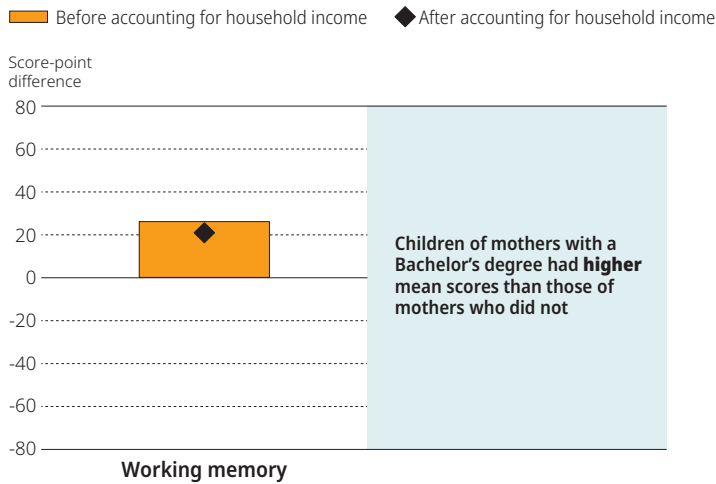 Before accounting for household income
After accounting for household income
Score-point
difference
80
60
40
20
0
-20
-40
-60
-80
Children of mothers with a
Bachelor’s degree had higher
mean scores than those of
mothers who did not
Working memory